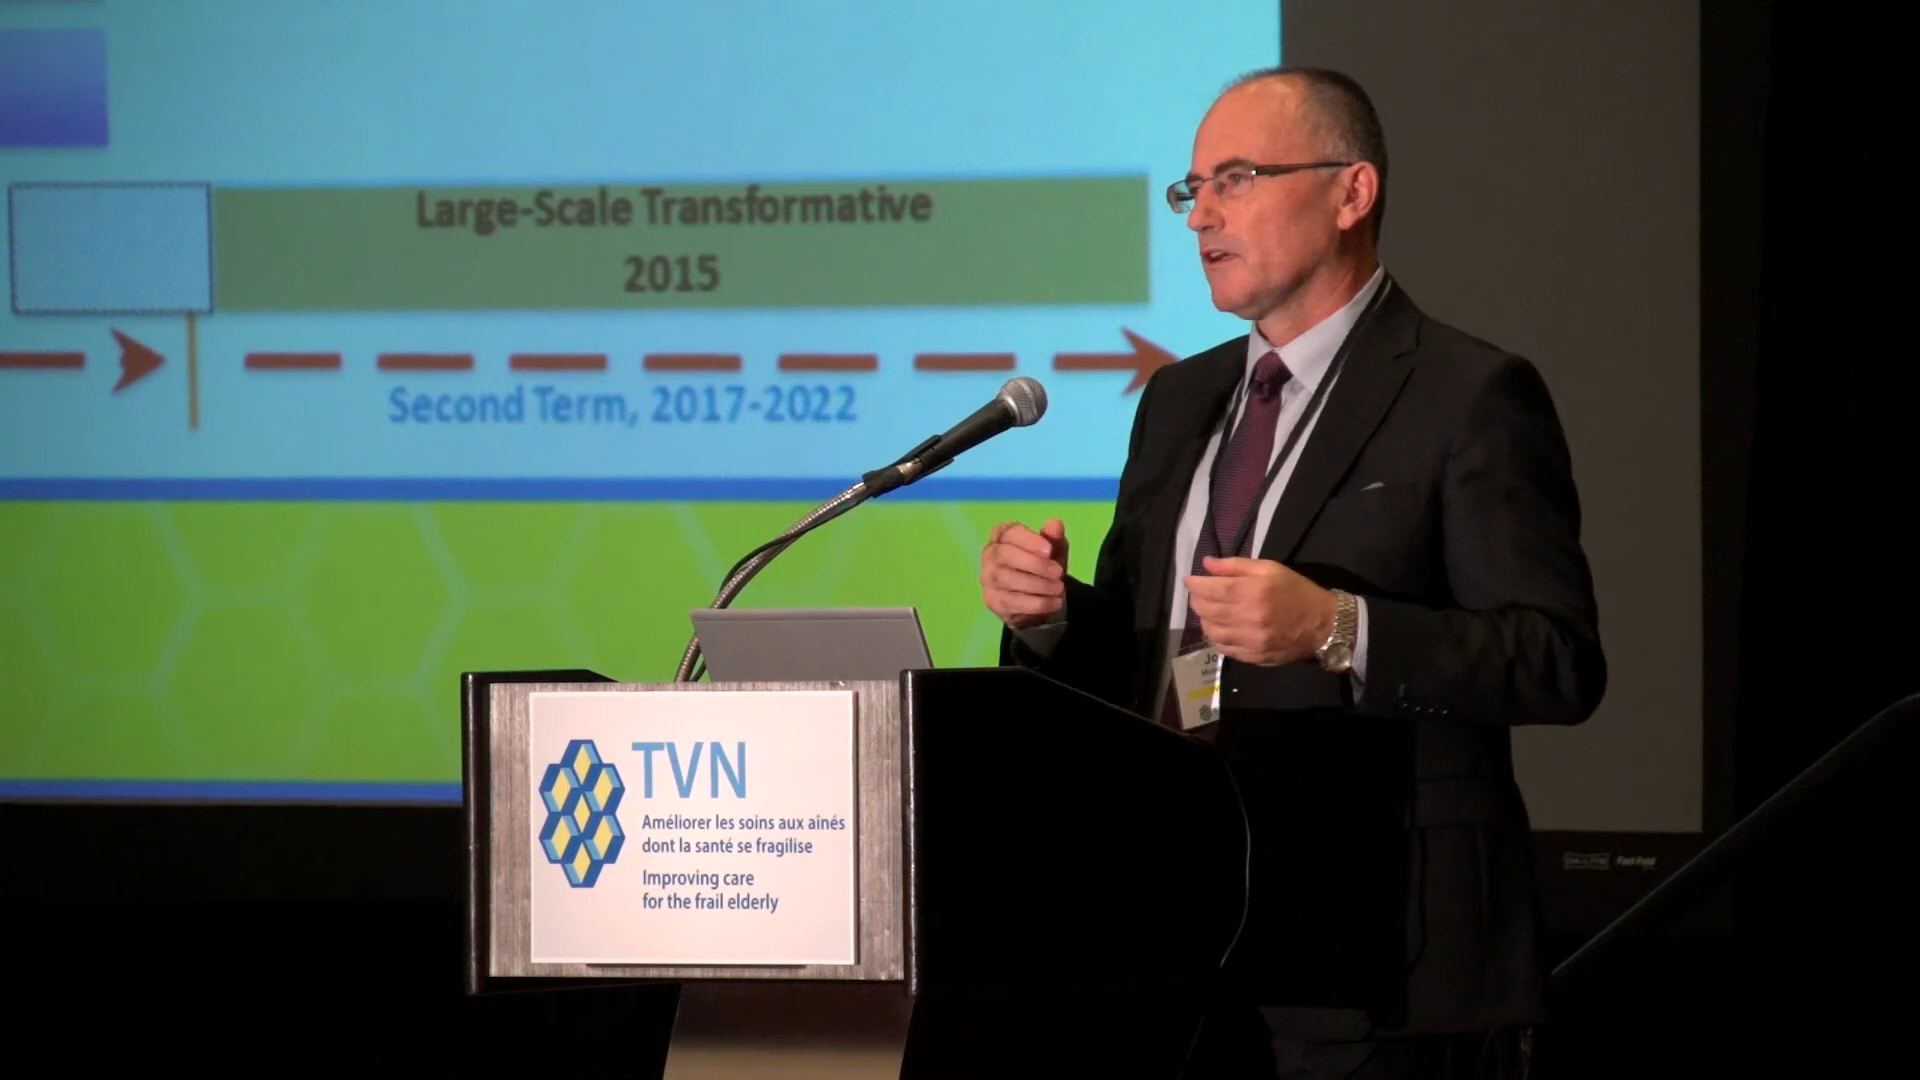 Large-Scale Transformative
2015
Second Term, 2017-2022
TVN
Améliorer les soins aux aînés
dont la santé se fragilise
Improving care
for the frail elderly